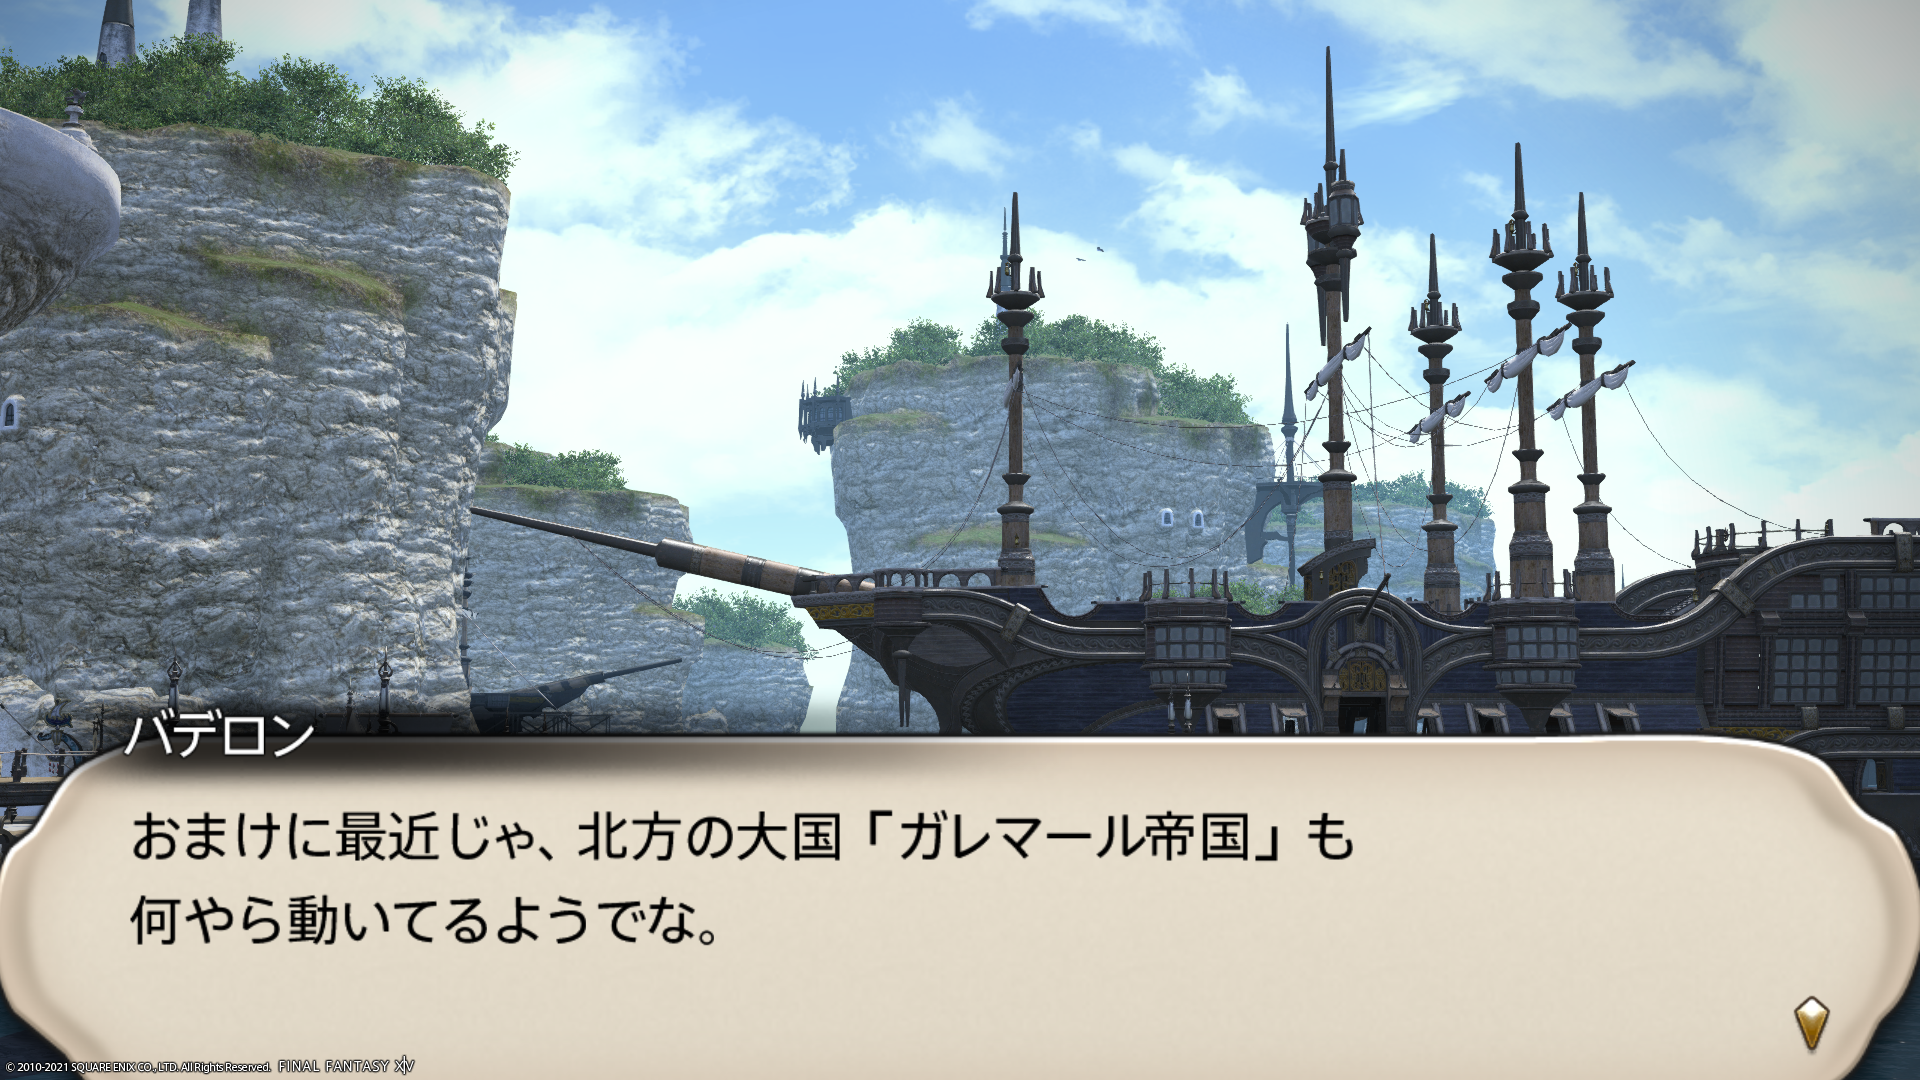 バデロン
おまけに最近じゃ、北方の大国「ガレマール帝国」も
何やら動いてるようでな。
© 2010-2021 SQUARE ENIX CO., LTD. All Rights Reserved. FINAL FANTASY XIV